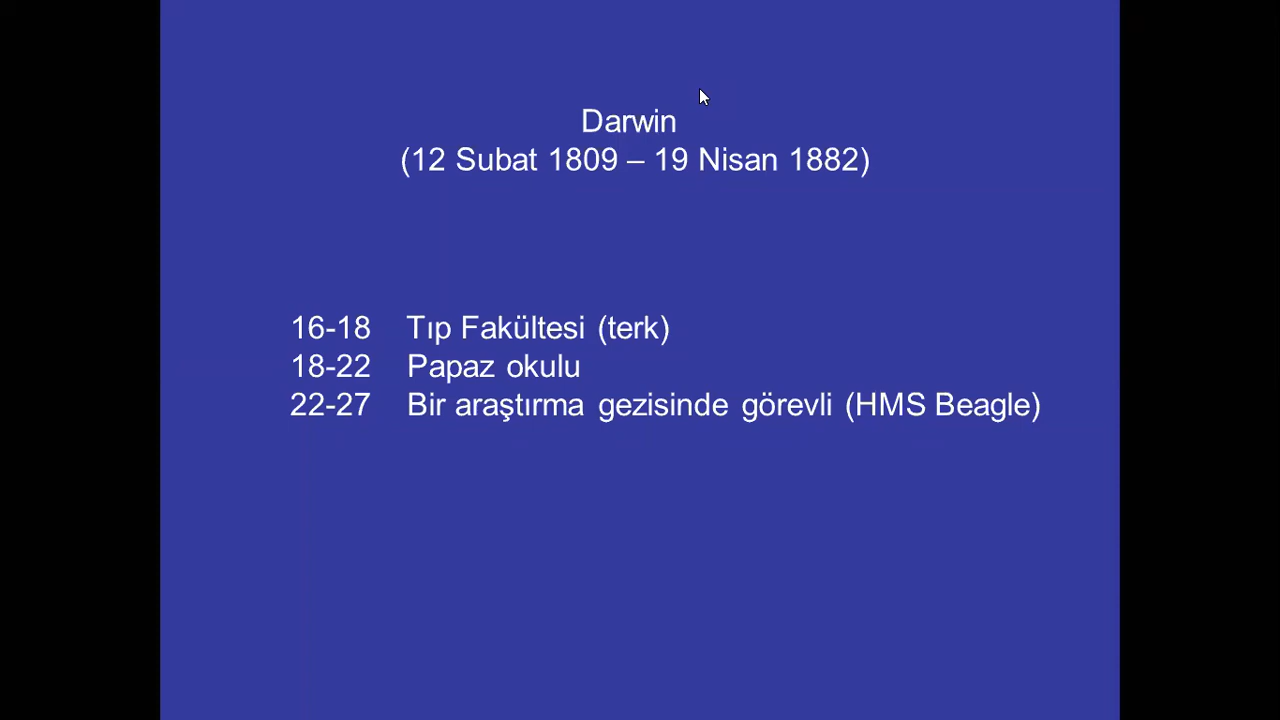 Darwin
(12 Subat 1809 – 19 Nisan 1882)
16-18 Tıp Fakültesi (terk)
18-22 Papaz okulu
22-27 Bir araştırma gezisinde görevli (HMS Beagle)